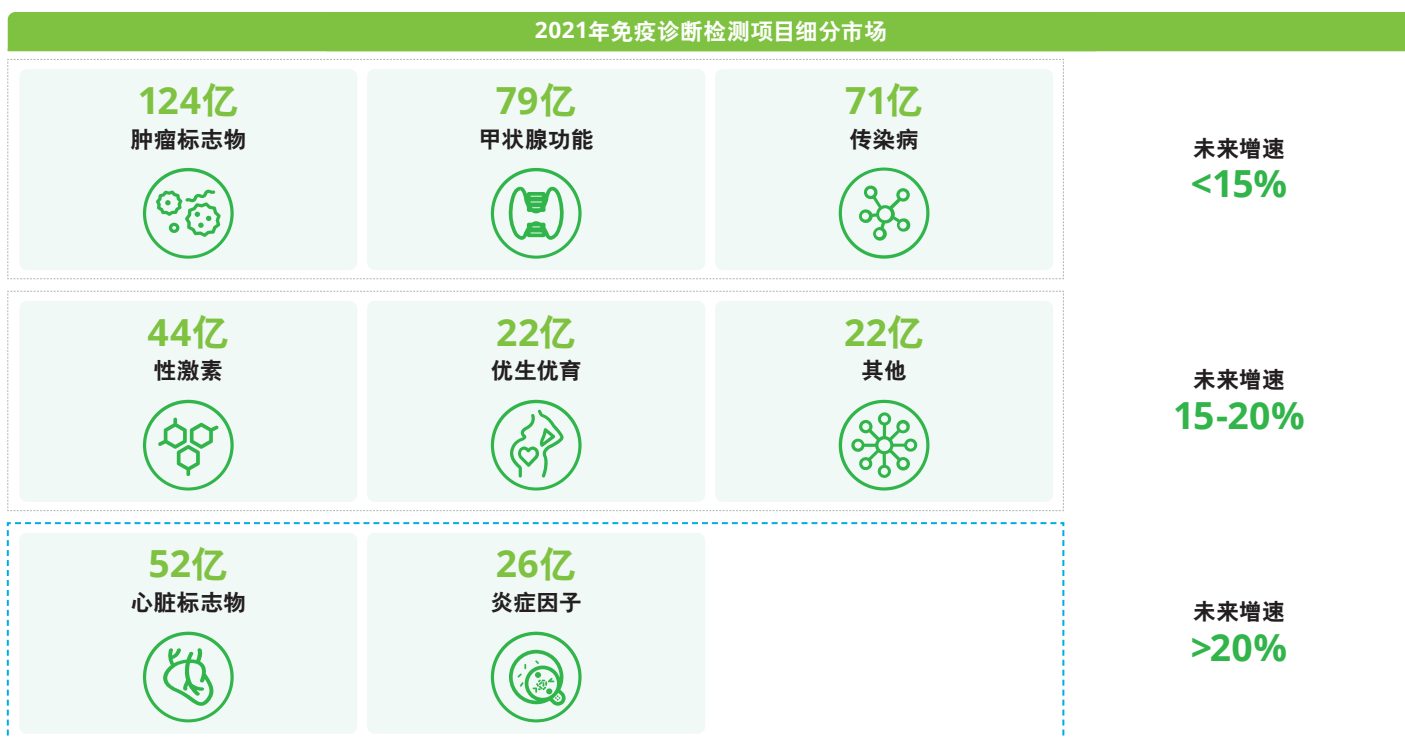 2021年免疫诊断检测项目细分市场
124亿
肿瘤标志物
79亿
甲状腺功能
71亿
传染病
未来增速
<15%
44亿
性激素
22亿
优生优育
22亿
其他
未来增速
15-20%
52亿
心脏标志物
26亿
炎症因子
未来增速
>20%